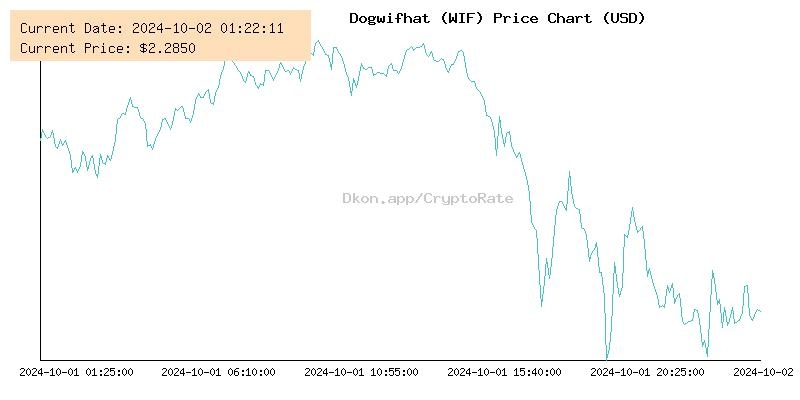 Dogwifhat (WIF) Price Chart (USD)
Current Date: 2024-10-02 01:22:11
Current Price: $2.2850
Dkon.app/CryptoRate
2024-10-01 01:25:00 2024-10-01 06:10:00 2024-10-01 10:55:00 2024-10-01 15:40:00 2024-10-01 20:25:00 2024-10-02